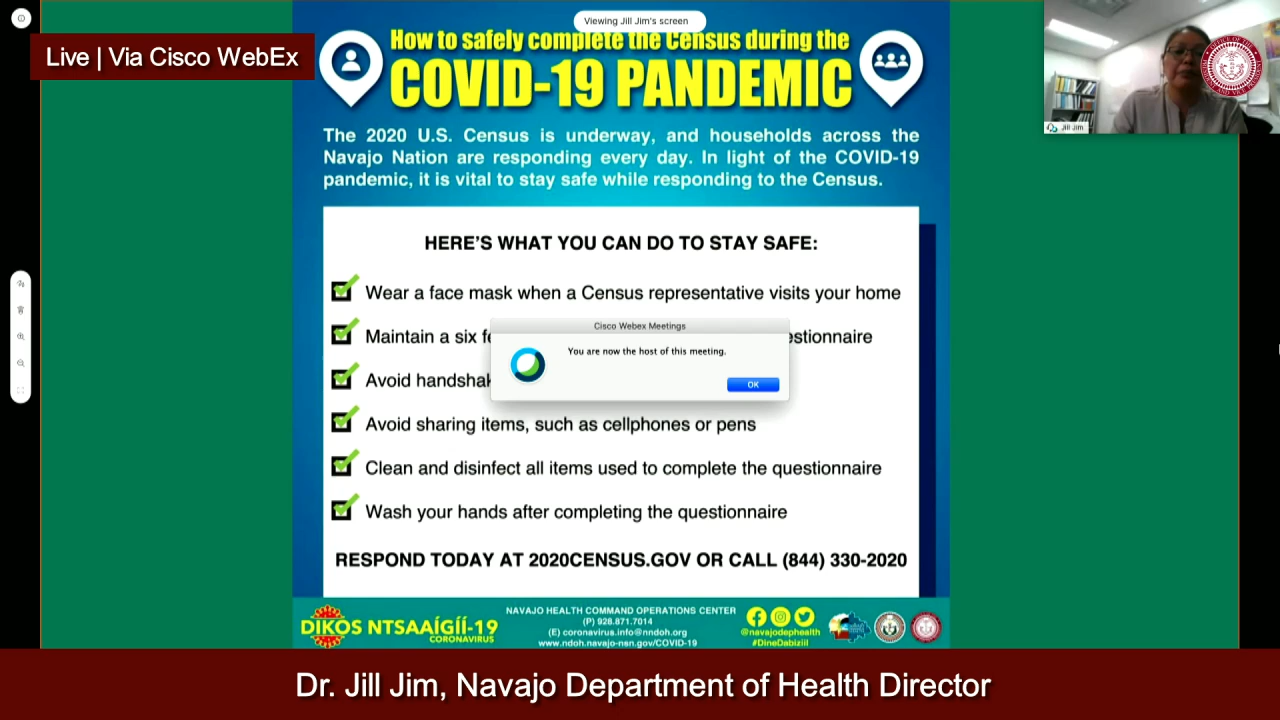 Viewing Jill Jim's screen
Live | Via Cisco WebEx
How to safely complete the Census during the
COVID-19 PANDEMIC
Jill Jim
The 2020 U.S. Census is underway, and households across the
Navajo Nation are responding every day. In light of the COVID-19
pandemic, it is vital to stay safe while responding to the Census.
HERE'S WHAT YOU CAN DO TO STAY SAFE:
Wear a face mask when a Census representative visits your home
Maintain a six
Avoid
Avoid sharing items, such as cellphones or pens
Clean and disinfect all items used to complete the questionnaire
Wash your hands after completing the questionnaire
Cisco Webex Meetings
You are now the host of this meeting.
OK
RESPOND TODAY AT 2020CENSUS.GOV OR CALL (844) 330-2020
DIKOS NTSAAÍGÍÍ-19
CORONAVIRUS
NAVAJO HEALTH COMMAND OPERATIONS CENTER
(P) 928.871.7014
(E) coronavirus.info@nndoh.org
www.ndoh.navajo-nsn.gov/COVID-19
@navajodephealth
#DineDabiziil
Dr. Jill Jim, Navajo Department of Health Director